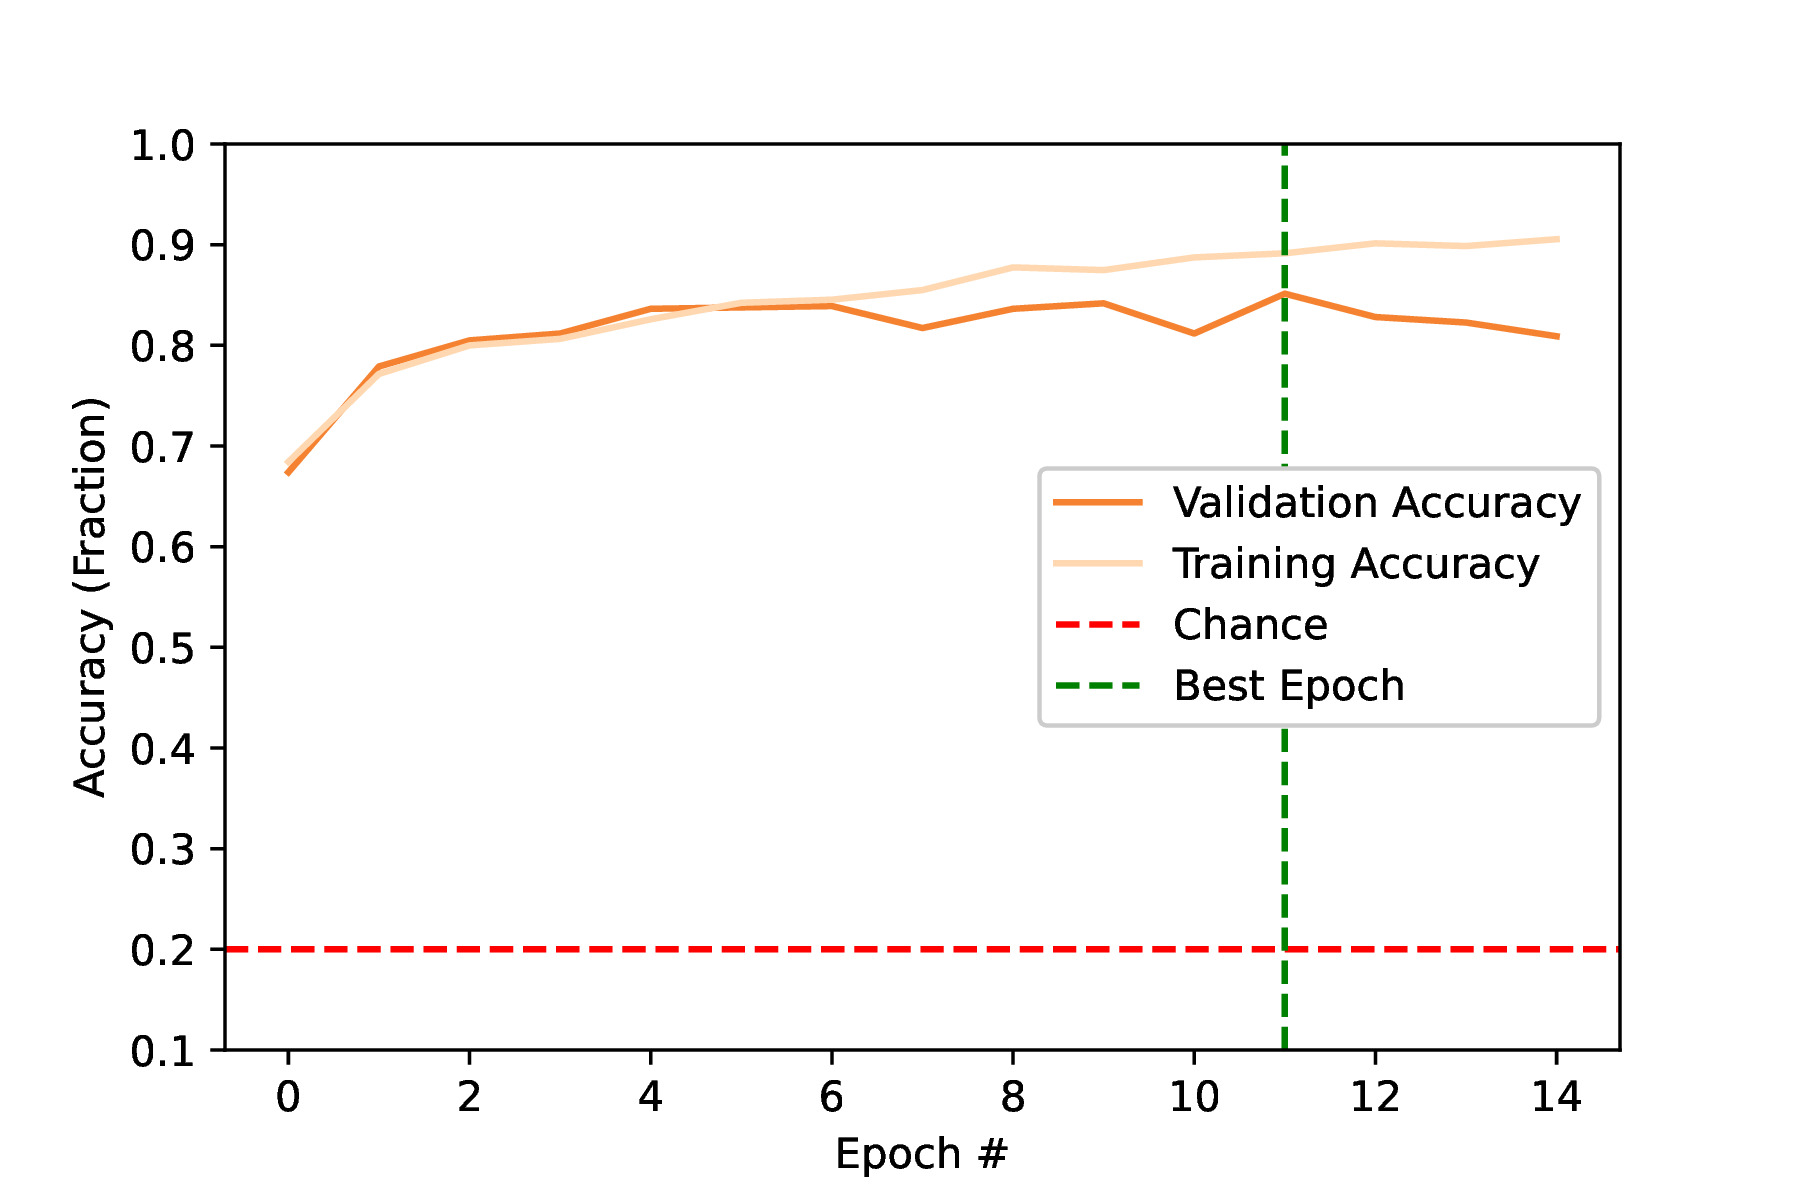 1.0
0.9
0.8
0.7
0.6
0.5
0.4
0.3
0.2
0.1
Accuracy (Fraction)
Validation Accuracy
Training Accuracy
Chance
Best Epoch
0 2 4 6 8 10 12 14
Epoch #